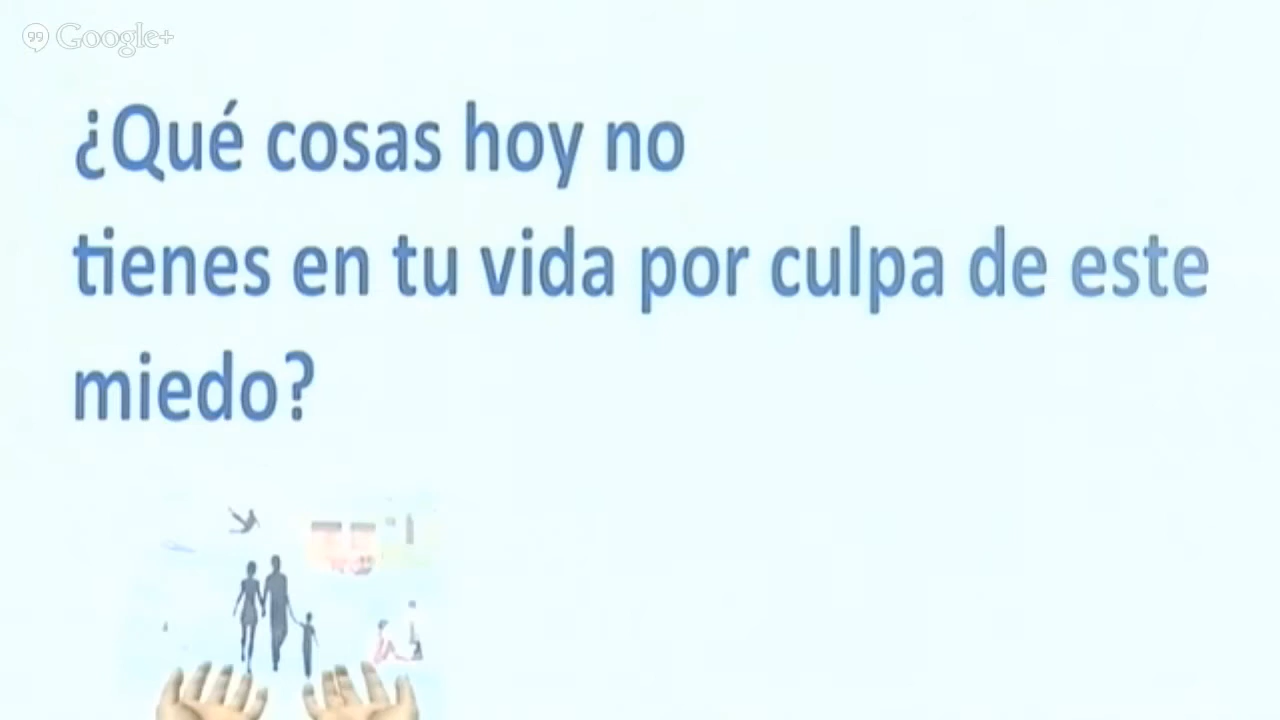 Google+
¿Qué cosas hoy no
tienes en tu vida por culpa de este
miedo?